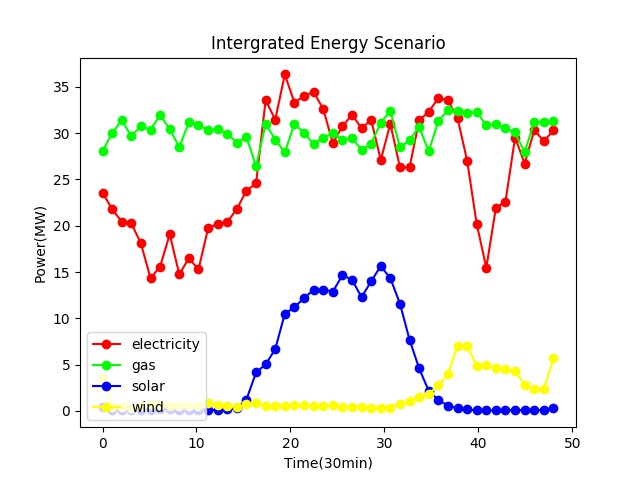 Intergrated Energy Scenario
Power(MW)
35
30
25
20
15
10
5
0
electricity
gas
solar
wind
0 10 20 30 40 50
Time(30min)